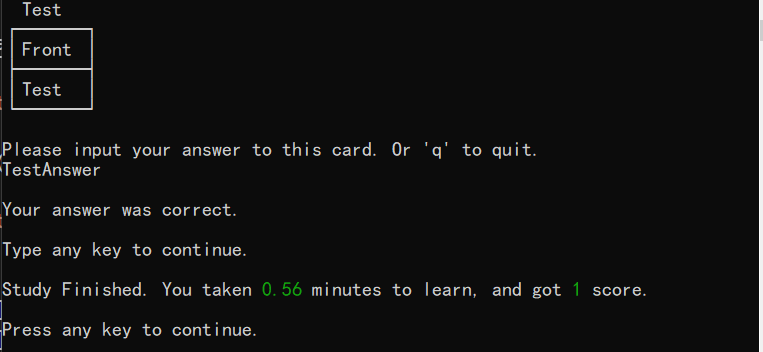 Test
Front
Test
Please input your answer to this card. Or 'q' to quit.
TestAnswer
Your answer was correct.
Type any key to continue.
Study Finished. You taken 0.56 minutes to learn, and got 1 score.
Press any key to continue.